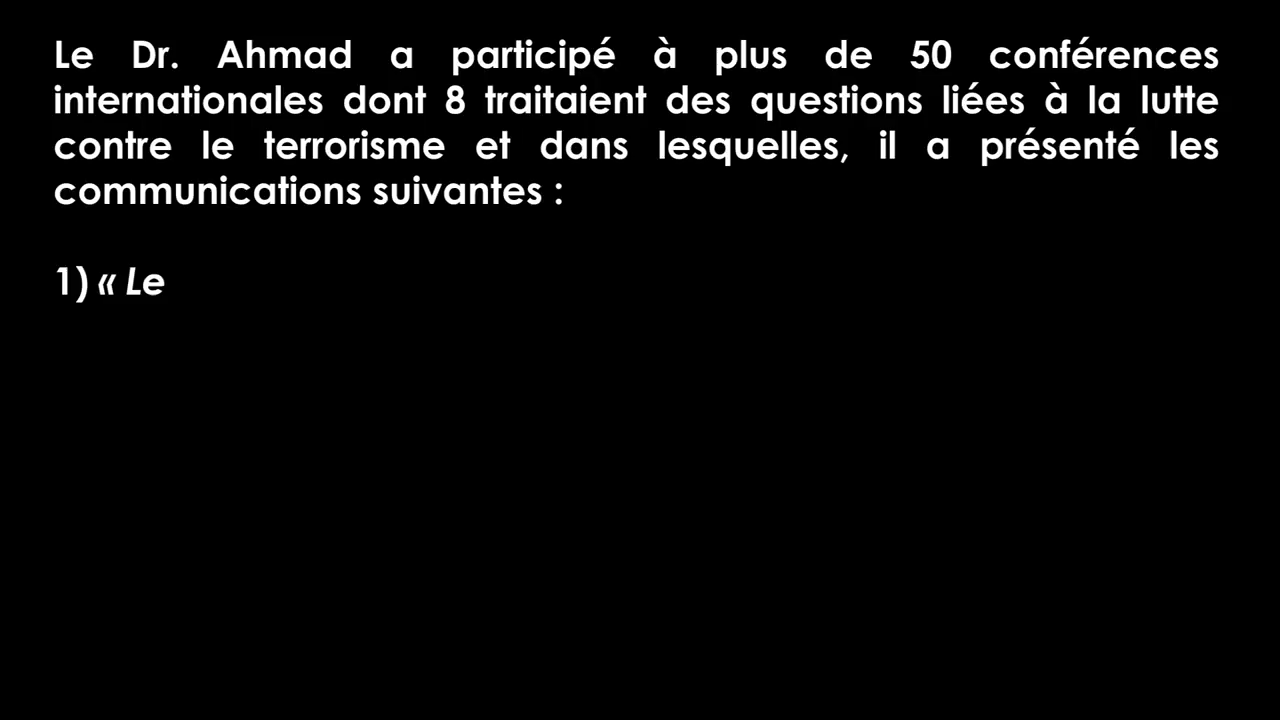 Le Dr. Ahmad a participé à plus de 50 conférences
internationales dont 8 traitaient des questions liées à la lutte
contre le terrorisme et dans lesquelles, il a présenté les
communications suivantes :
1) « Le